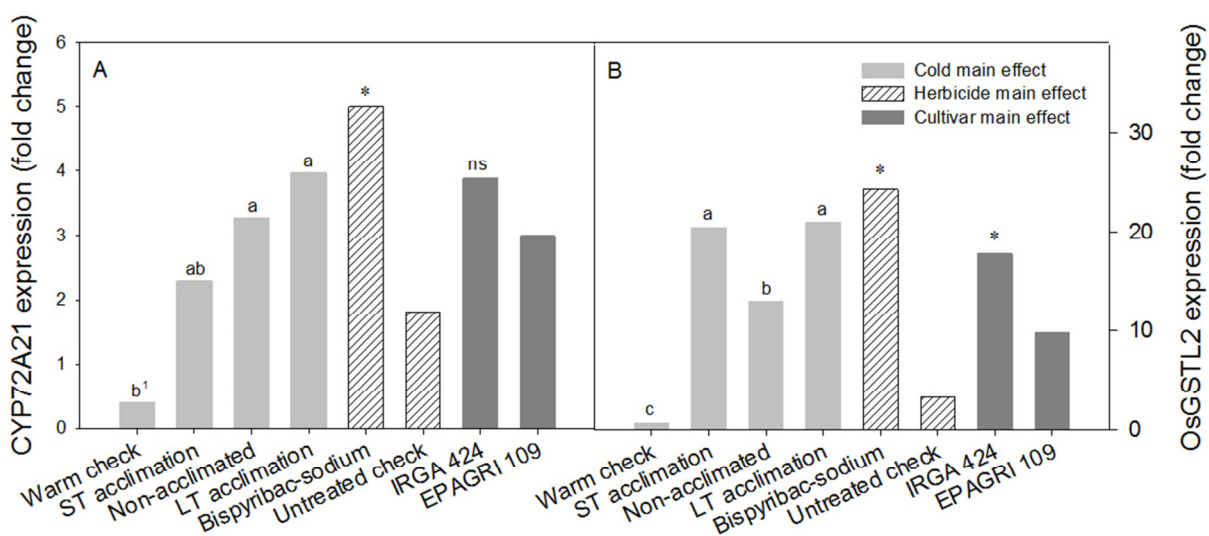 CYP72A21 expression (fold change)
6
5
4
3
2
1
0
A
b¹
ab
a
a
*
ns
Warm check
ST acclimation
Non-acclimated
LT acclimation
Bispyribac-sodium
Untreated check
IRGA 424
EPAGRI 109
B
Cold main effect
Herbicide main effect
Cultivar main effect
c
a
b
a
*
*
Warm check
ST acclimation
Non-acclimated
LT acclimation
Bispyribac-sodium
Untreated check
IRGA 424
EPAGRI 109
30
20
10
0
OsGSTL2 expression (fold change)